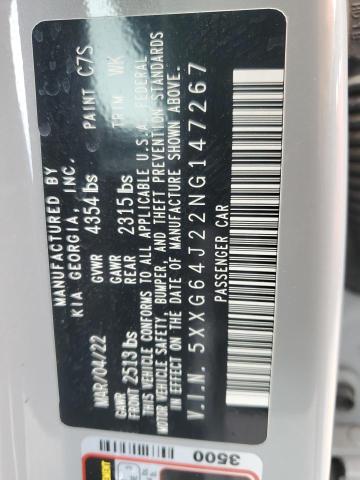 MANUFACTURED BY
KIA GEORGIA, INC.
PAINT C7S
MAR/04/22 GVWR 4354 lbs
TRIM WK
GAWR FRONT 2513 lbs GAWR REAR 2315 lbs
THIS VEHICLE CONFORMS TO ALL APPLICABLE U.S.A. FEDERAL
MOTOR VEHICLE SAFETY, BUMPER, AND THEFT PREVENTION
STANDARDS IN EFFECT ON THE DATE OF MANUFACTURE SHOWN ABOVE.
V.I.N. 5XXG64J22NG147267
PASSENGER CAR
3500